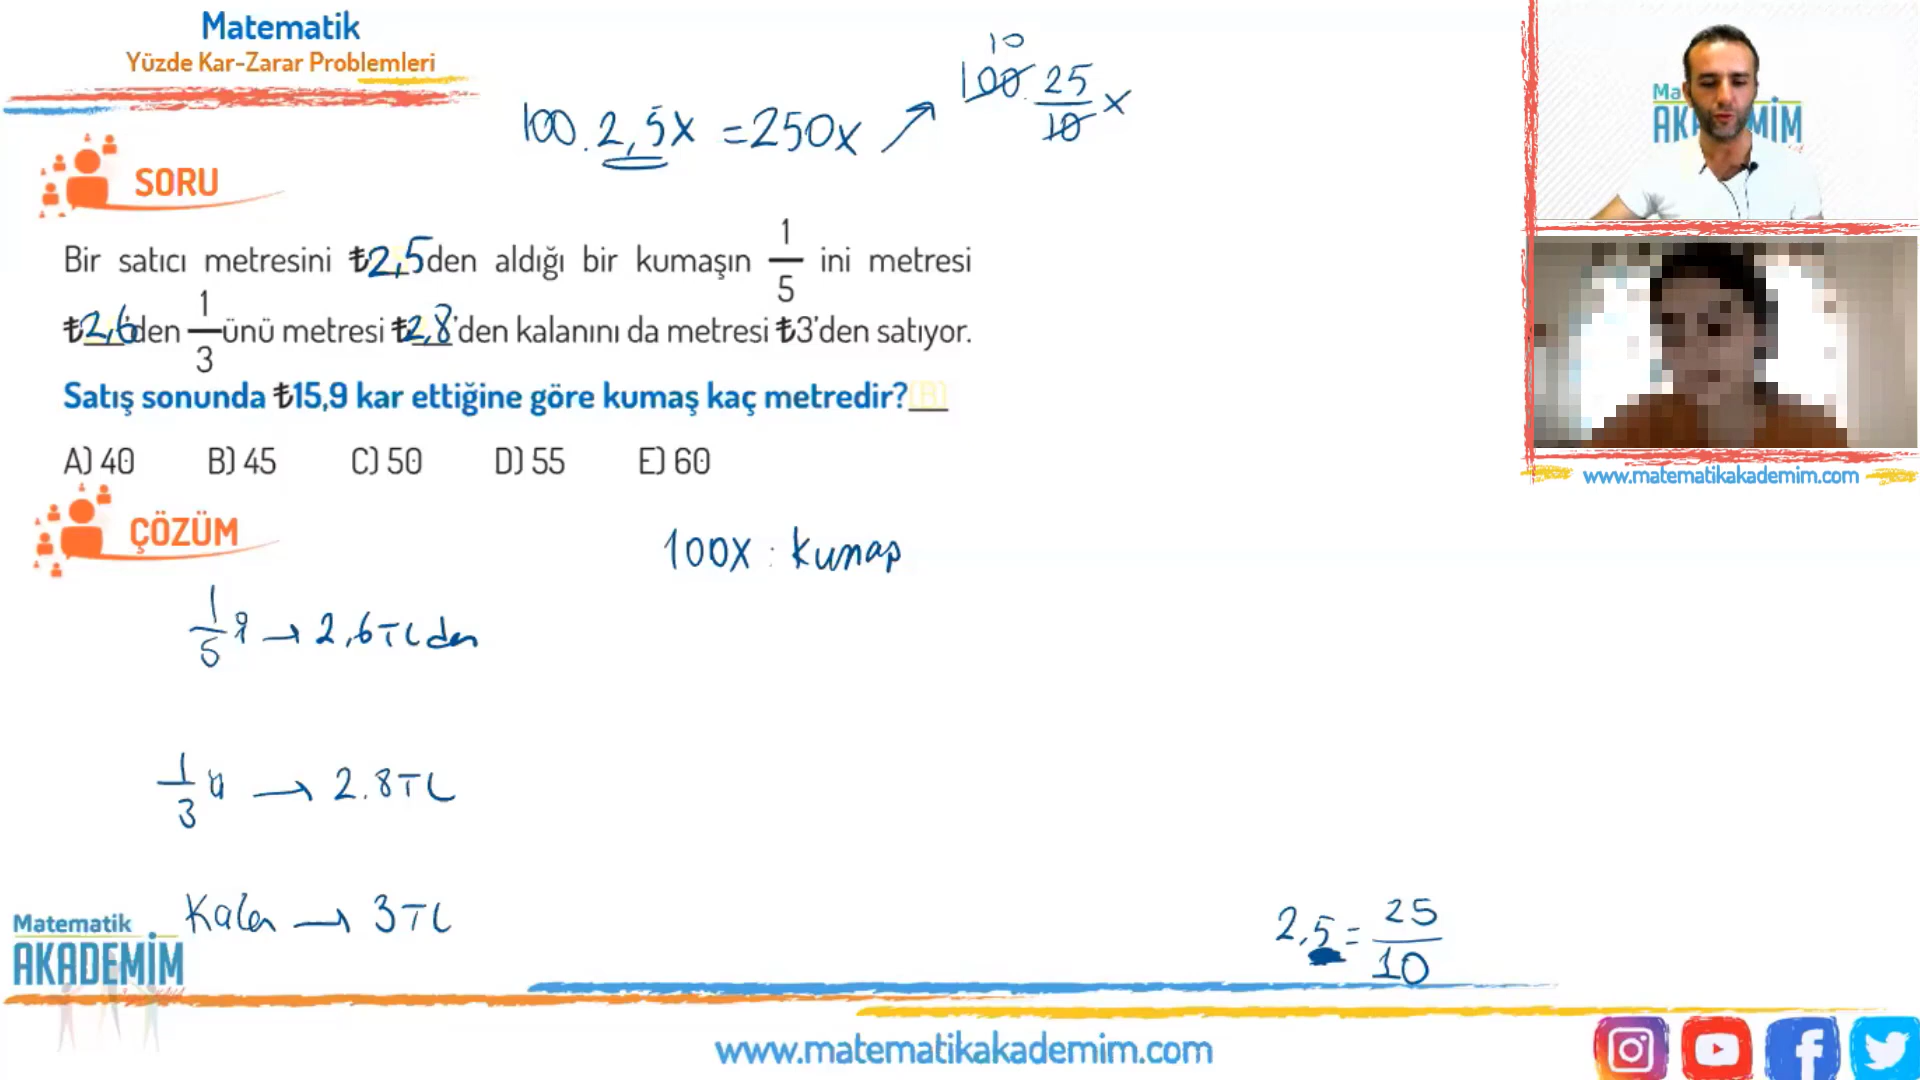 Matematik
Yüzde Kar-Zarar Problemleri
100.2,5x = 250x ↗ 100. 25/10 x
10
SORU
Bir satıcı metresini ₺2,5 den aldığı bir kumaşın 1/5 ini metresi
₺2,6'den 1/3 ünü metresi ₺2,8'den kalanını da metresi ₺3'den satıyor.
Satış sonunda ₺15,9 kar ettiğine göre kumaş kaç metredir? (B)
A) 40 B) 45 C) 50 D) 55 E) 60
ÇÖZÜM
100x : kumaş
1/5 i → 2,6 TL den
1/3 ü → 2.8 TL
Kalan → 3 TL
2,5 = 25/10
Matematik
AKADEMİM
www.matematikakademim.com
www.matematikakademim.com